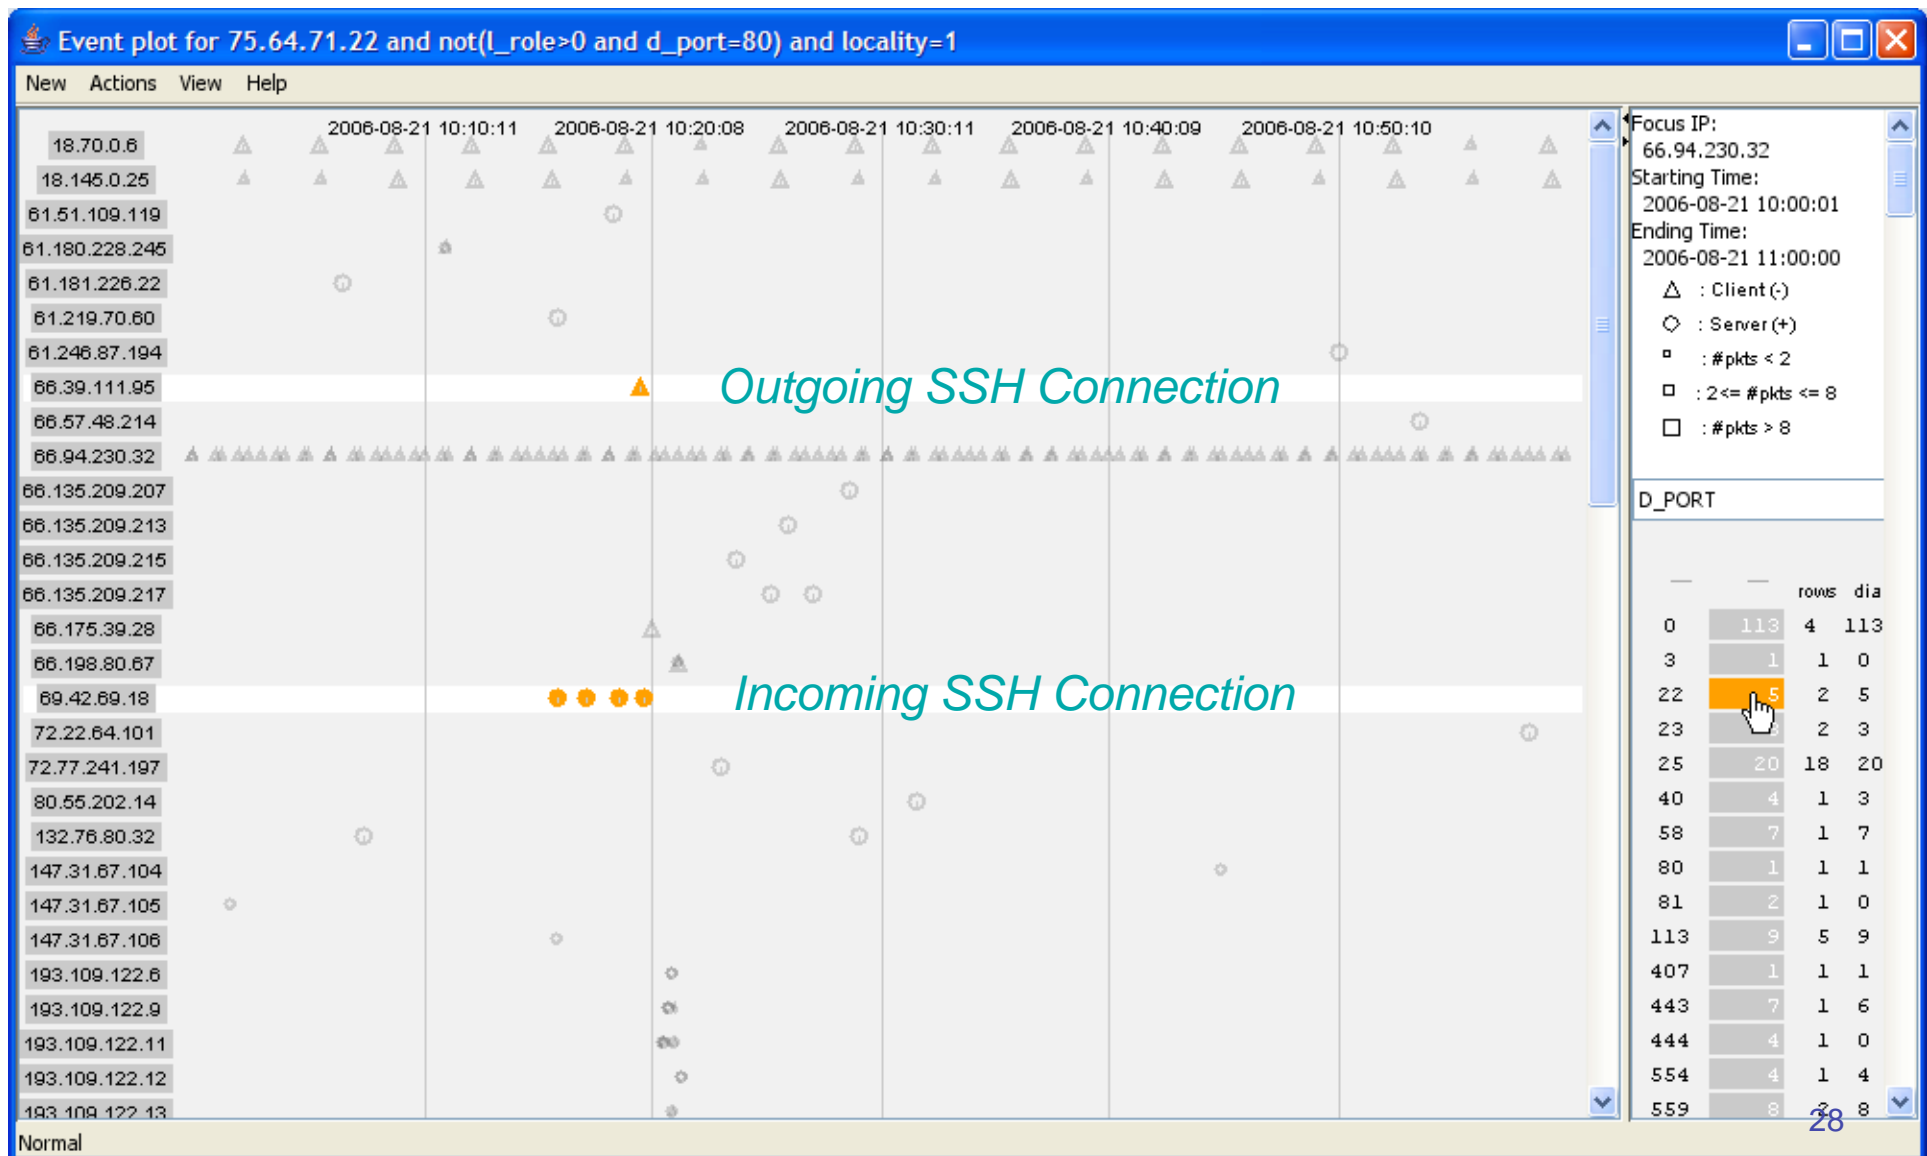 Event plot for 75.64.71.22 and not(l_role>0 and d_port=80) and locality=1
New Actions View Help
2006-08-21 10:10:11 2006-08-21 10:20:08 2006-08-21 10:30:11 2006-08-21 10:40:09 2006-08-21 10:50:10
18.70.0.6
18.145.0.25
61.51.109.119
61.180.228.245
61.181.226.22
61.219.70.60
61.246.87.194
66.39.111.95 Outgoing SSH Connection
66.57.48.214
66.94.230.32
66.135.209.207
66.135.209.213
66.135.209.215
66.135.209.217
66.175.39.28
66.198.80.67
69.42.69.18 Incoming SSH Connection
72.22.64.101
72.77.241.197
80.55.202.14
132.76.80.32
147.31.67.104
147.31.67.105
147.31.67.106
193.109.122.6
193.109.122.9
193.109.122.11
193.109.122.12
193.109.122.13
Focus IP:
66.94.230.32
Starting Time:
2006-08-21 10:00:01
Ending Time:
2006-08-21 11:00:00
: Client (-)
: Server (+)
: #pkts < 2
: 2<= #pkts <= 8
: #pkts > 8
D_PORT
rows dia
0 113 4 113
3 1 1 0
22 5 2 5
23 3 2 3
25 20 18 20
40 4 1 3
58 7 1 7
80 1 1 1
81 2 1 0
113 9 5 9
407 1 1 1
443 7 1 6
444 4 1 0
554 4 1 4
559 8 8
28
Normal